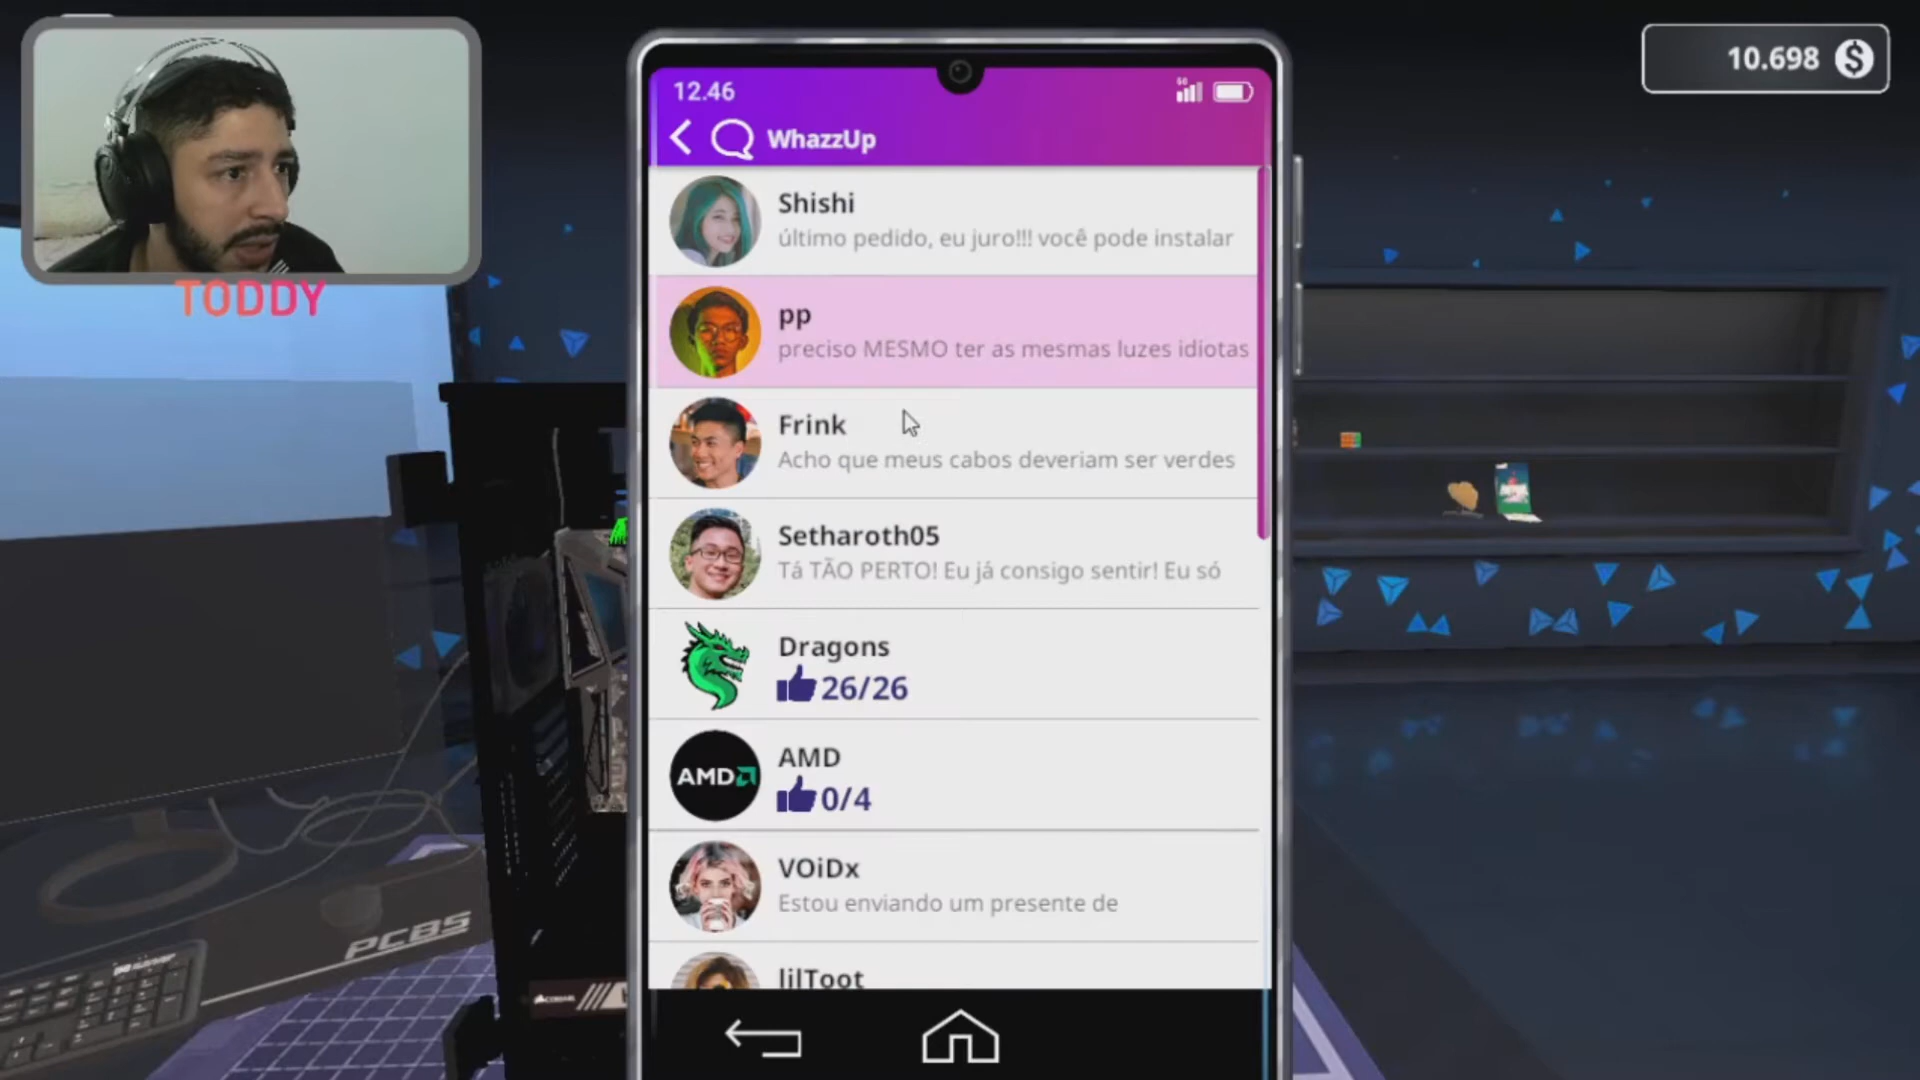 TODDY
10.698
12.46
WhazzUp
Shishi
último pedido, eu juro!!! você pode instalar
pp
preciso MESMO ter as mesmas luzes idiotas
Frink
Acho que meus cabos deveriam ser verdes
Setharoth05
Tá TÃO PERTO! Eu já consigo sentir! Eu só
Dragons
26/26
AMD
AMD
0/4
VOiDx
Estou enviando um presente de
lilToot
PCBS
CORSAIR